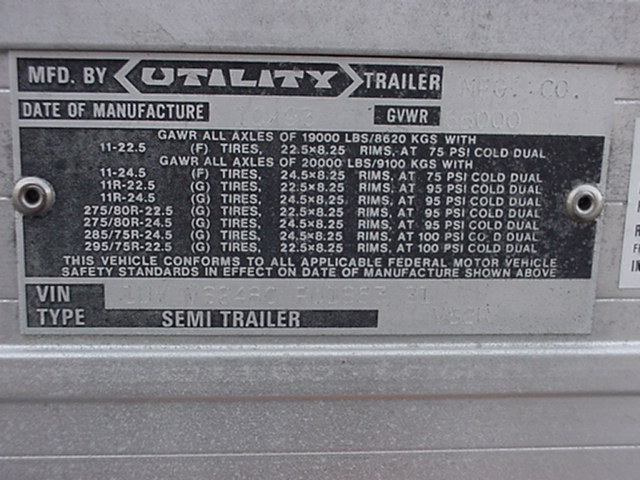 MFD. BY UTILITY TRAILER MFG. CO.
DATE OF MANUFACTURE GVWR
GAWR ALL AXLES OF 19000 LBS/8620 KGS WITH
11-22.5 (F) TIRES, 22.5×8.25 RIMS, AT 75 PSI COLD DUAL
GAWR ALL AXLES OF 20000 LBS/9100 KGS WITH
11-24.5 (F) TIRES, 24.5×8.25 RIMS, AT 75 PSI COLD DUAL
11R-22.5 (G) TIRES, 22.5×8.25 RIMS, AT 95 PSI COLD DUAL
11R-24.5 (G) TIRES, 24.5×8.25 RIMS, AT 95 PSI COLD DUAL
275/80R-22.5 (G) TIRES, 22.5×8.25 RIMS, AT 95 PSI COLD DUAL
275/80R-24.5 (G) TIRES, 24.5×8.25 RIMS, AT 95 PSI COLD DUAL
285/75R-24.5 (G) TIRES, 24.5×8.25 RIMS, AT 100 PSI COLD DUAL
295/75R-22.5 (G) TIRES, 22.5×8.25 RIMS, AT 100 PSI COLD DUAL
THIS VEHICLE CONFORMS TO ALL APPLICABLE FEDERAL MOTOR VEHICLE
SAFETY STANDARDS IN EFFECT ON DATE OF MANUFACTURE SHOWN ABOVE
VIN
TYPE SEMI TRAILER